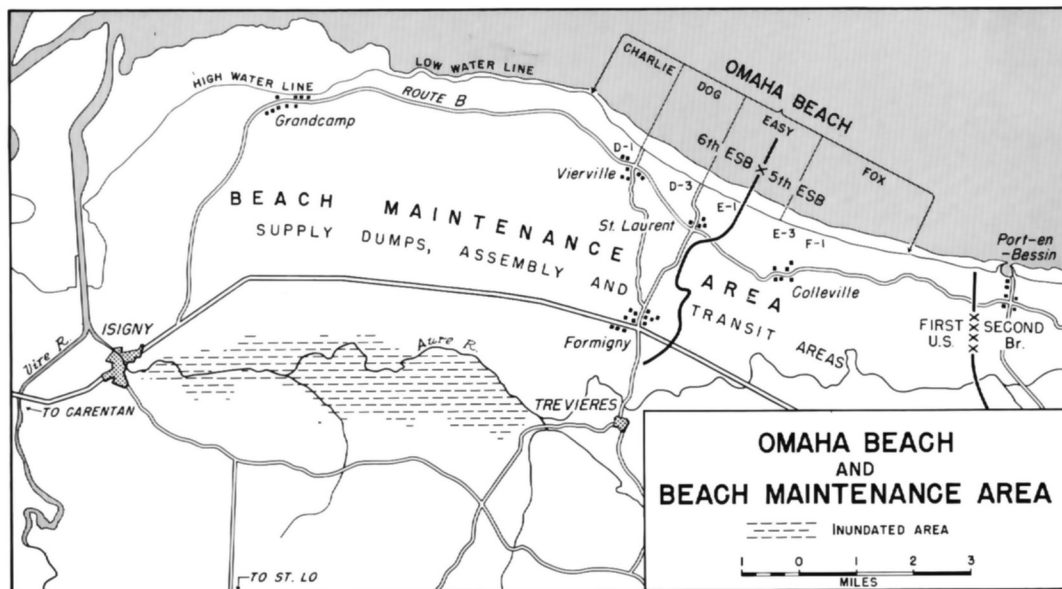 OMAHA BEACH
CHARLIE
DOG
EASY
FOX
6th ESB X 5th ESB
LOW WATER LINE
HIGH WATER LINE
ROUTE B
Grandcamp
D-1
Vierville
D-3
St. Laurent
E-1
E-3
F-1
Colleville
Port-en
-Bessin
BEACH MAINTENANCE AREA
SUPPLY DUMPS, ASSEMBLY AND TRANSIT AREAS
FIRST
U.S.
XXXX
SECOND
Br.
Formigny
ISIGNY
Vire R.
Aure R.
TO CARENTAN
TREVIERES
TO ST. LO
OMAHA BEACH
AND
BEACH MAINTENANCE AREA
INUNDATED AREA
1 0 1 2 3
MILES